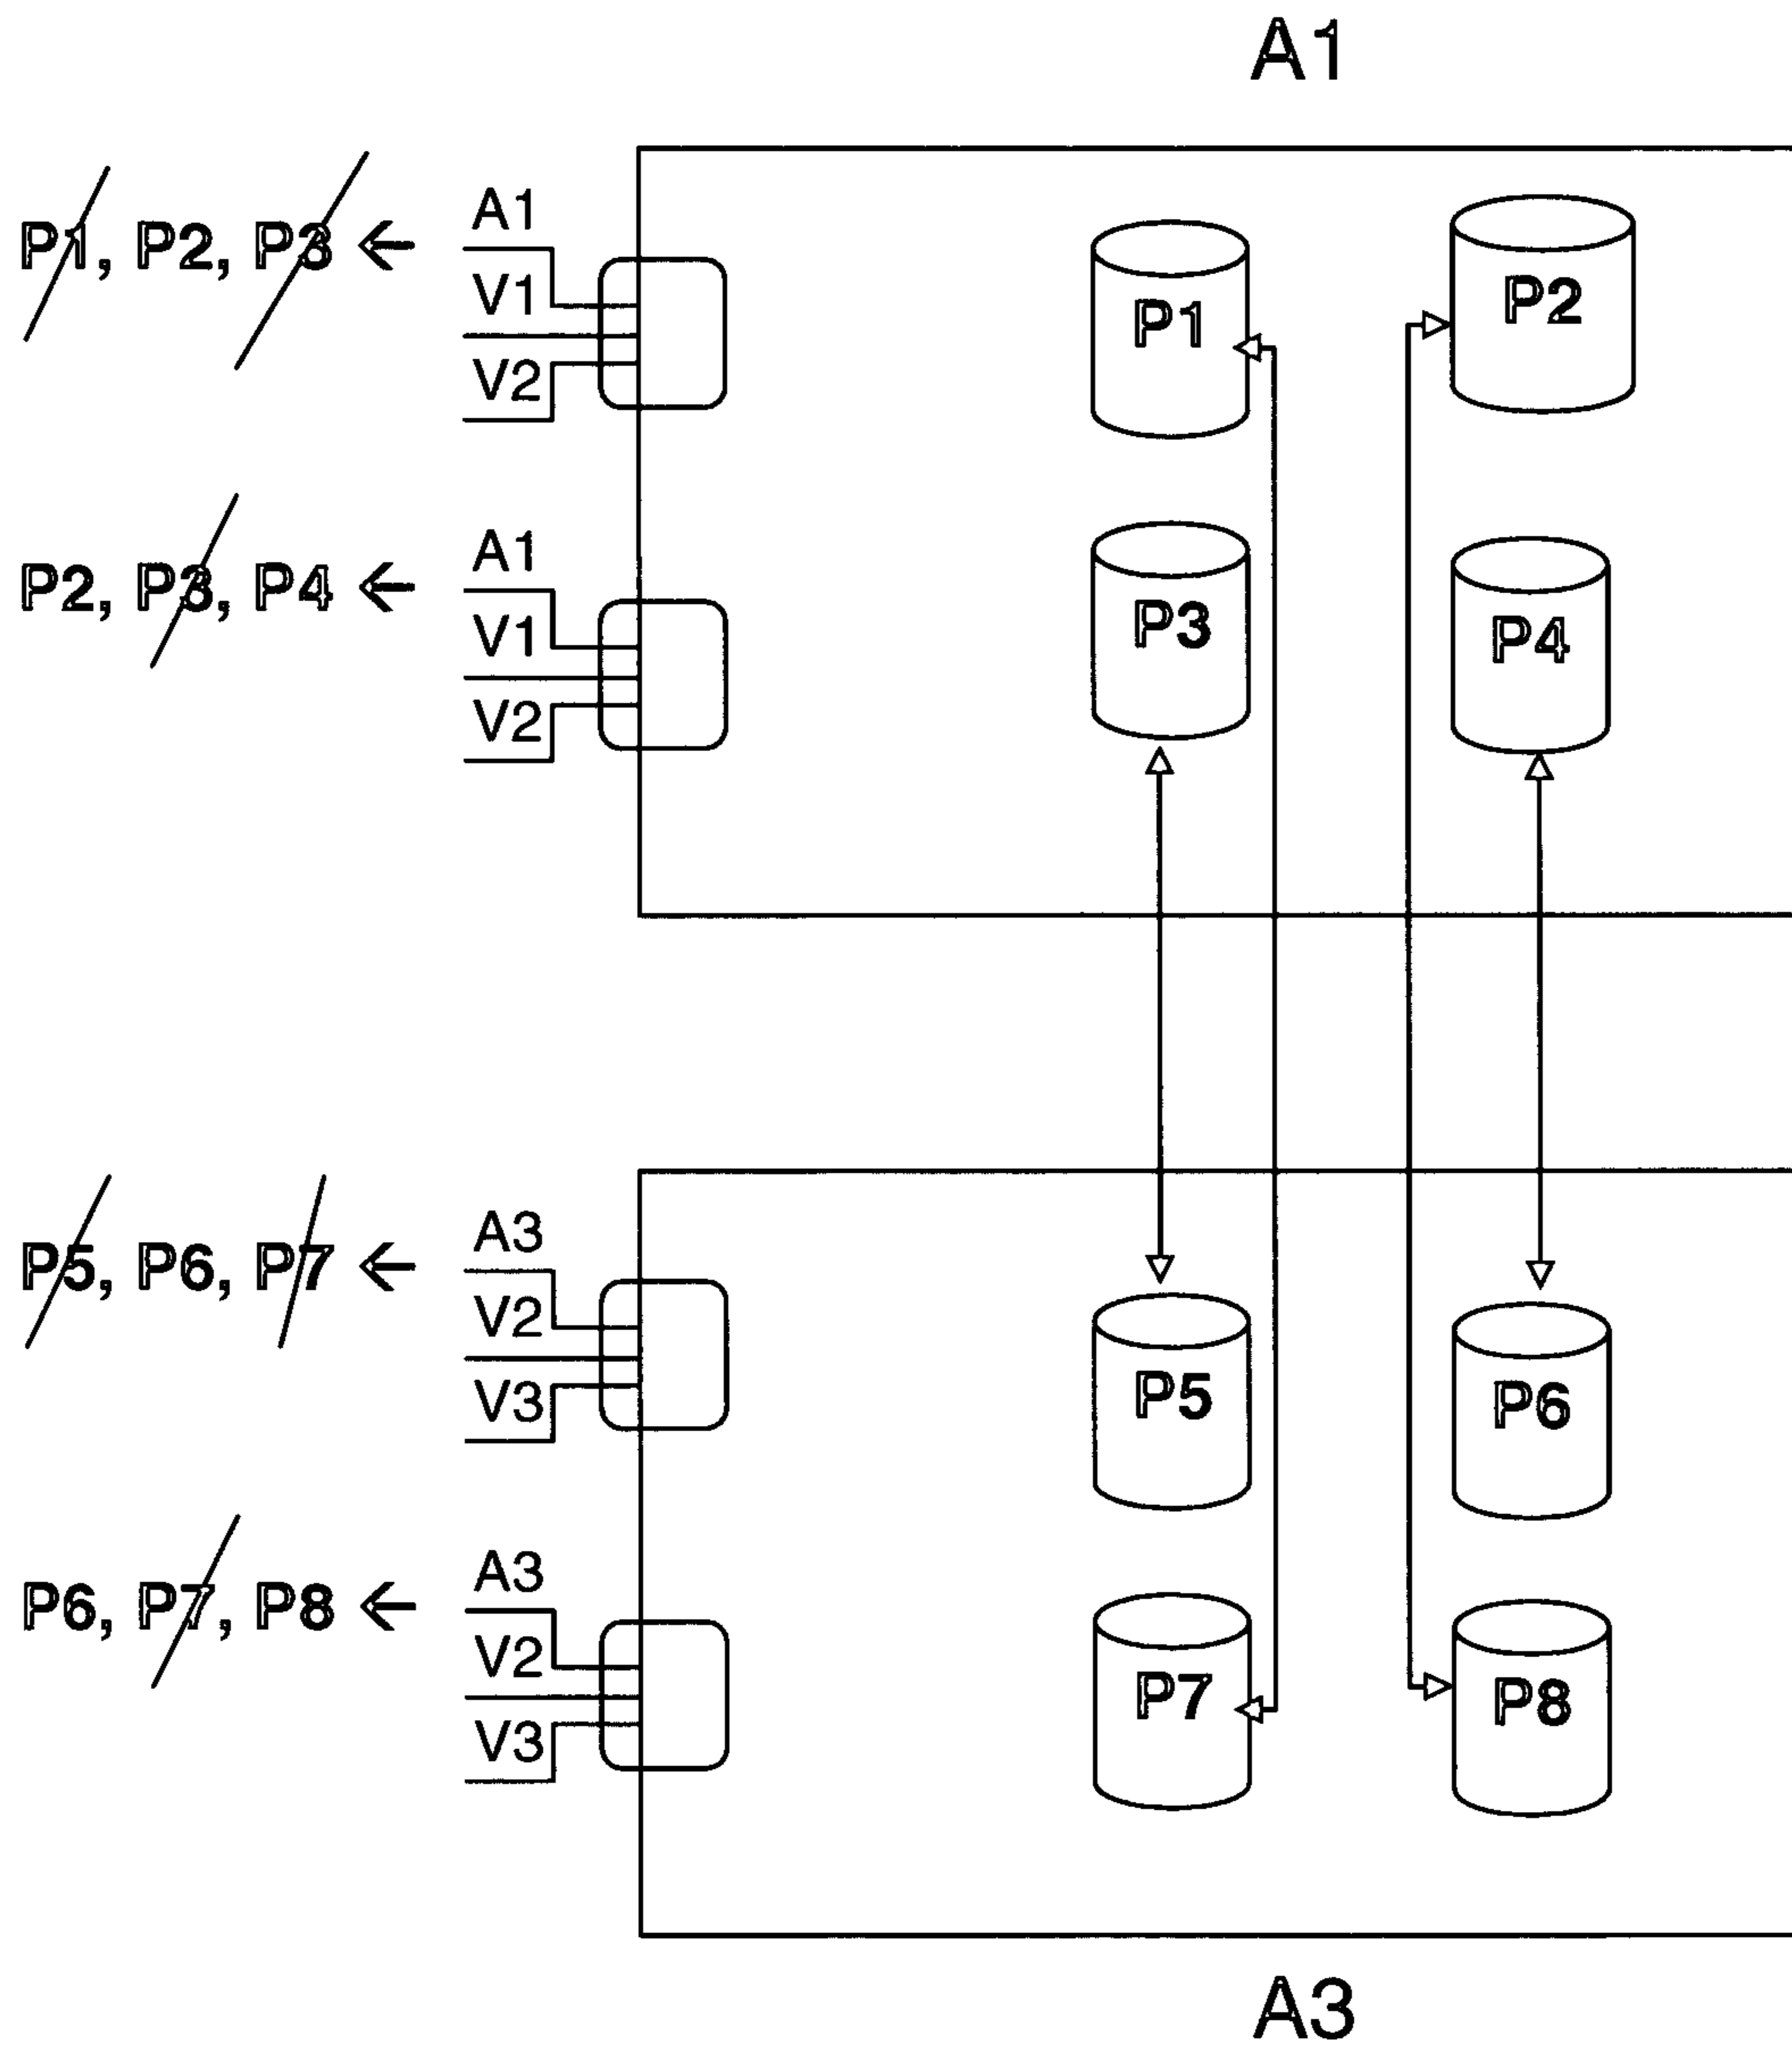 A1
P1, P2, P3 ←
A1
V1
V2
P1
P2
P2, P3, P4 ←
A1
V1
V2
P3
P4
P5, P6, P7 ←
A3
V2
V3
P5
P6
P6, P7, P8 ←
A3
V2
V3
P7
P8
A3